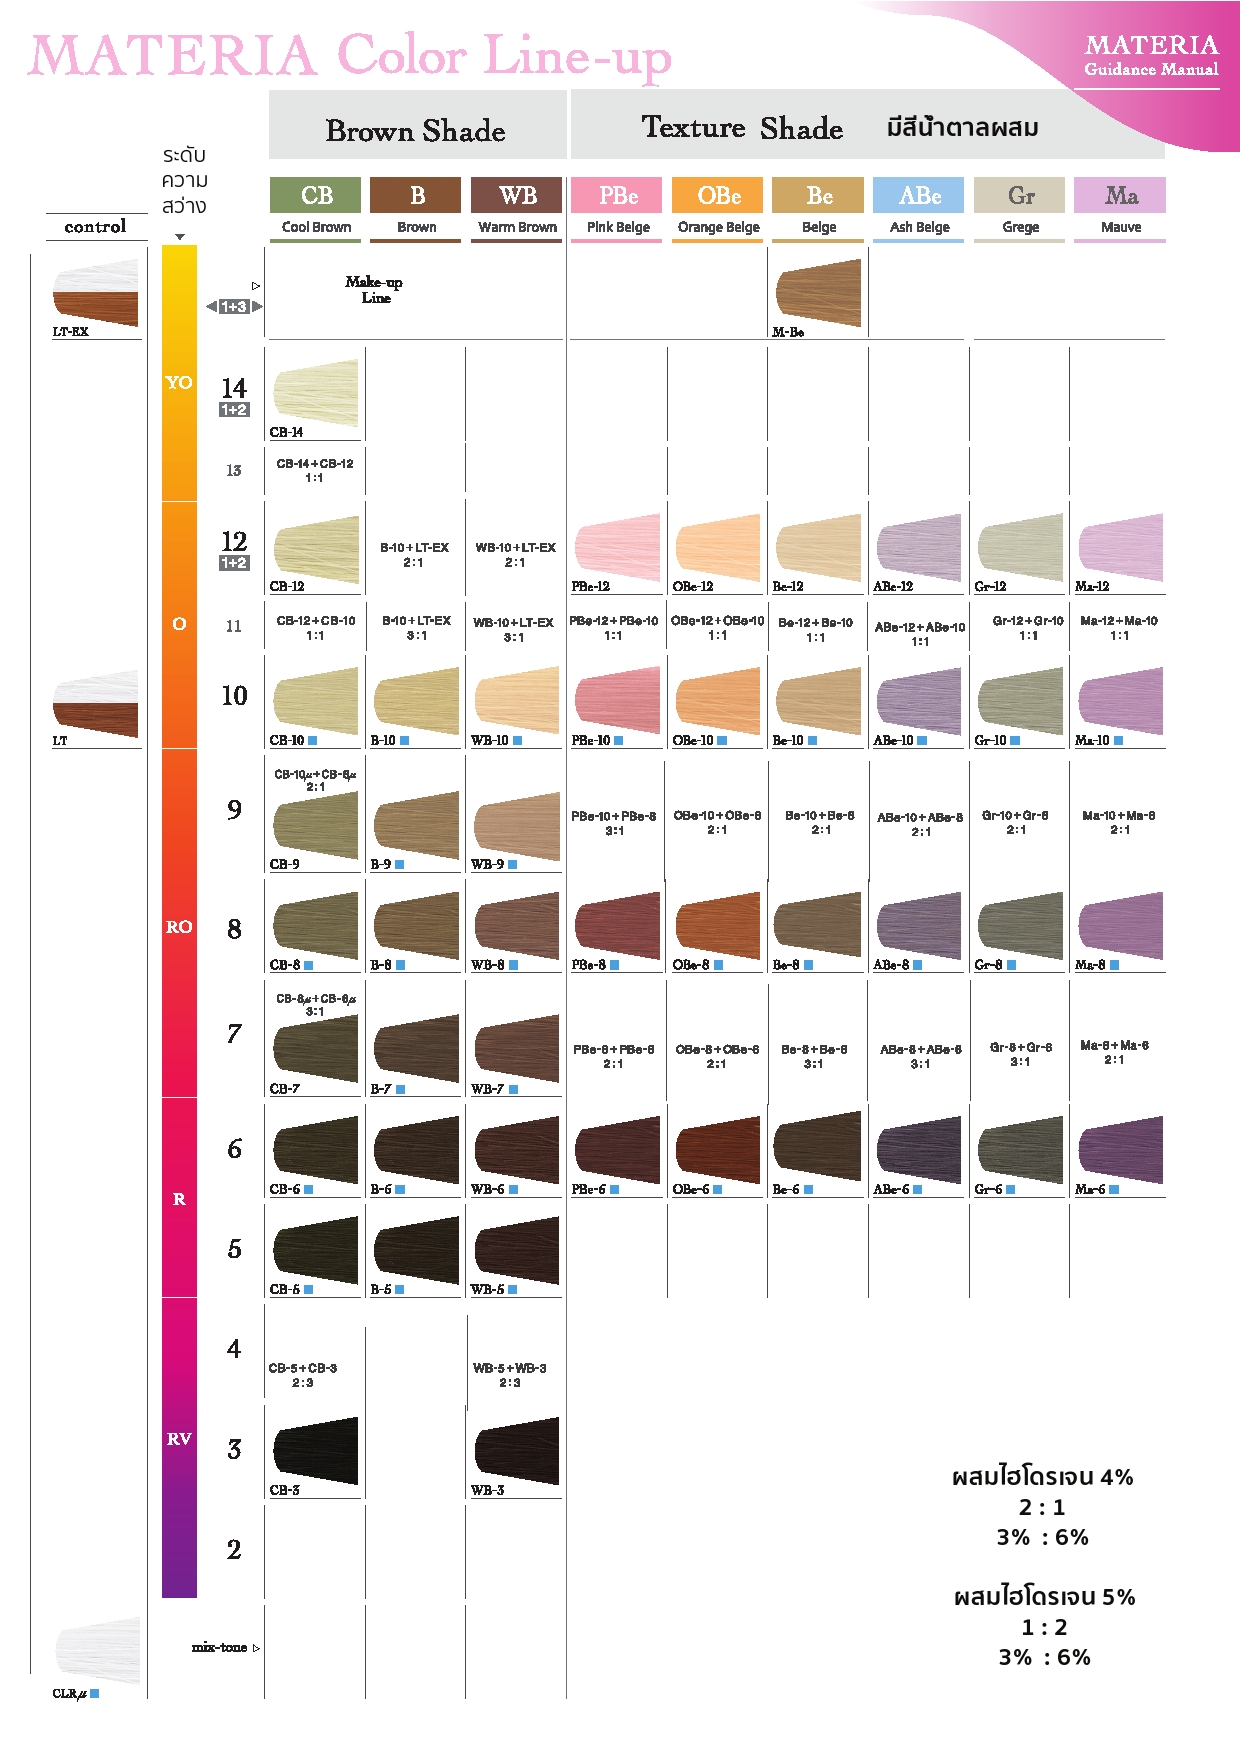 MATERIA Color Line-up
MATERIA
Guidance Manual
Brown Shade
Texture Shade มีสีน้ำตาลผสม
ระดับ
ความ
สว่าง
control
CB B WB PBe OBe Be ABe Gr Ma
Cool Brown Brown Warm Brown Pink Beige Orange Beige Beige Ash Beige Grege Mauve
Make-up
Line
1+3
LT-EX M-Be
YO
14
1+2
CB-14
13 CB-14+CB-12
1:1
12
1+2
B-10+LT-EX WB-10+LT-EX
2:1 2:1
CB-12 PBe-12 OBe-12 Be-12 ABe-12 Gr-12 Ma-12
O
11 CB-12+CB-10 B-10+LT-EX WB-10+LT-EX PBe-12+PBe-10 OBe-12+OBe-10 Be-12+Be-10 ABe-12+ABe-10 Gr-12+Gr-10 Ma-12+Ma-10
1:1 3:1 3:1 1:1 1:1 1:1 1:1 1:1 1:1
10
LT CB-10 B-10 WB-10 PBe-10 OBe-10 Be-10 ABe-10 Gr-10 Ma-10
CB-10μ+CB-8μ
2:1
9 PBe-10+PBe-8 OBe-10+OBe-8 Be-10+Be-8 ABe-10+ABe-8 Gr-10+Gr-8 Ma-10+Ma-8
3:1 2:1 2:1 2:1 2:1 2:1
CB-9 B-9 WB-9
RO
8
CB-8 B-8 WB-8 PBe-8 OBe-8 Be-8 ABe-8 Gr-8 Ma-8
CB-8μ+CB-6μ
3:1
7 PBe-8+PBe-6 OBe-8+OBe-6 Be-8+Be-6 ABe-8+ABe-6 Gr-8+Gr-6 Ma-8+Ma-6
2:1 2:1 3:1 3:1 3:1 2:1
CB-7 B-7 WB-7
6
CB-6 B-6 WB-6 PBe-6 OBe-6 Be-6 ABe-6 Gr-6 Ma-6
R
5
CB-5 B-5 WB-5
4
CB-5+CB-3 WB-5+WB-3
2:3 2:3
RV
3
CB-3 WB-3
2
mix-tone
CLRμ
ผสมไฮโดรเจน 4%
2 : 1
3% : 6%
ผสมไฮโดรเจน 5%
1 : 2
3% : 6%